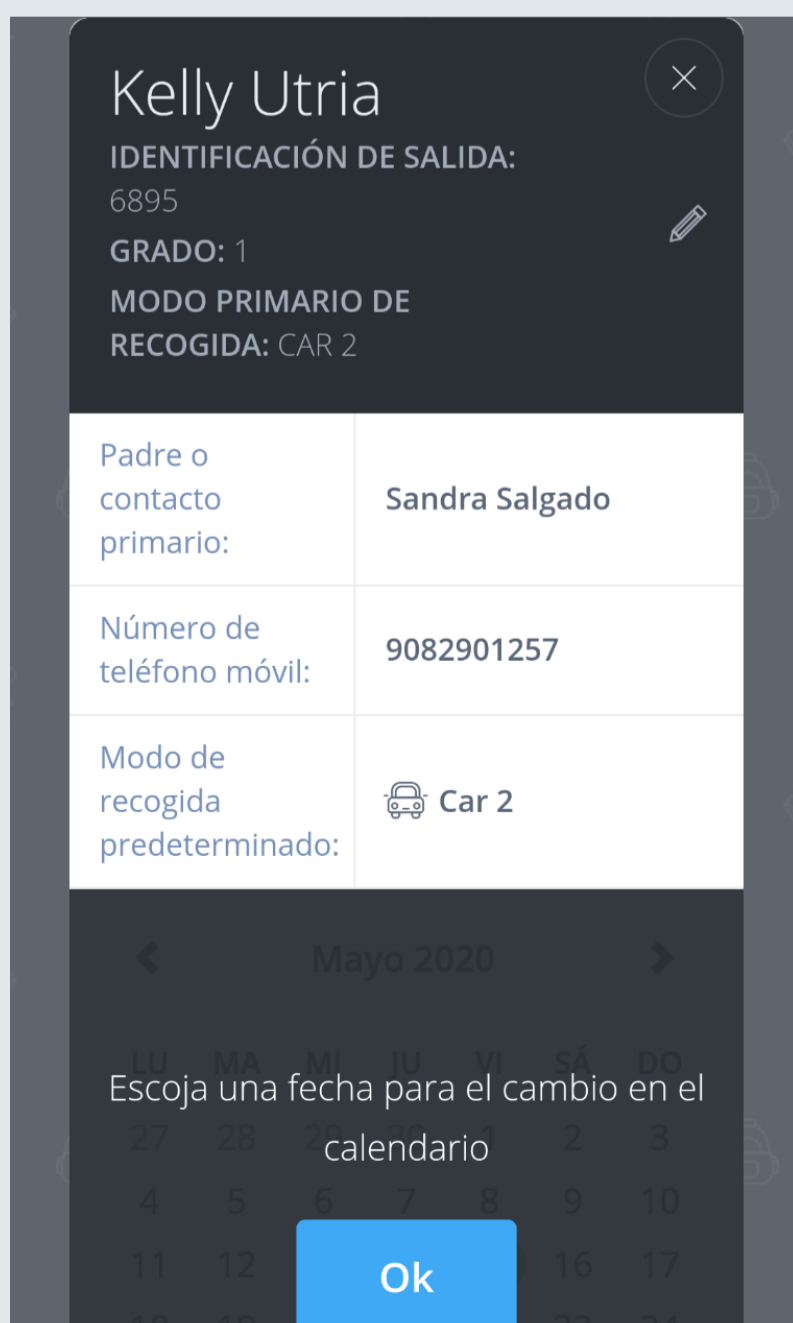 Kelly Utria
IDENTIFICACIÓN DE SALIDA:
6895
GRADO: 1
MODO PRIMARIO DE
RECOGIDA: CAR 2
Padre o
contacto
primario:
Sandra Salgado
Número de
teléfono móvil:
9082901257
Modo de
recogida
predeterminado:
Car 2
Mayo 2020
LU MA MI JU VI SÁ DO
Escoja una fecha para el cambio en el
27 28 29 30 1 2 3
calendario
4 5 6 7 8 9 10
11 12 16 17
Ok